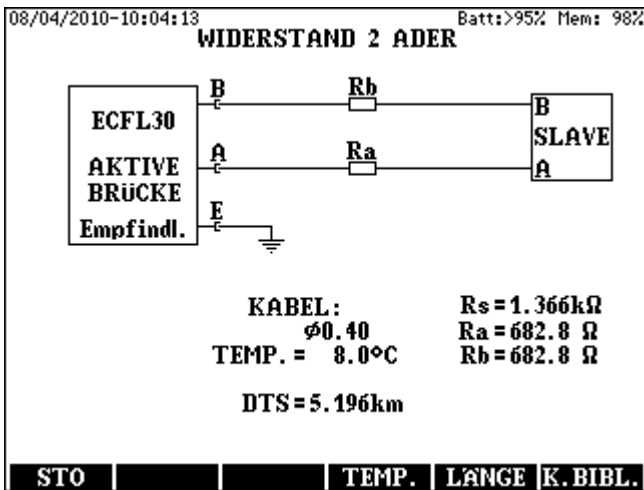 08/04/2010-10:04:13 Batt:>95% Mem: 98%
WIDERSTAND 2 ADER
B Rb
ECFL30 B
SLAVE
A Ra
AKTIVE A
BRÜCKE
E
Empfindl.
KABEL: Rs=1.366kΩ
ϕ0.40 Ra=682.8 Ω
TEMP.= 8.0°C Rb=682.8 Ω
DTS=5.196km
STO TEMP. LÄNGE K.BIBL.